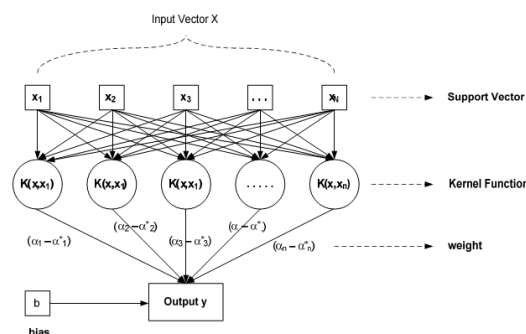 Input Vector X
x₁ x₂ x₃ ... x_N Support Vector
K(x,x₁) K(x,x₁) K(x,x₁) ..... K(x,xₙ) Kernel Function
(α₁ – α*₁) (α₂ – α*₂) (α₃ – α*₃) (α – α*.) (αₙ – α*ₙ) weight
b Output y
bias